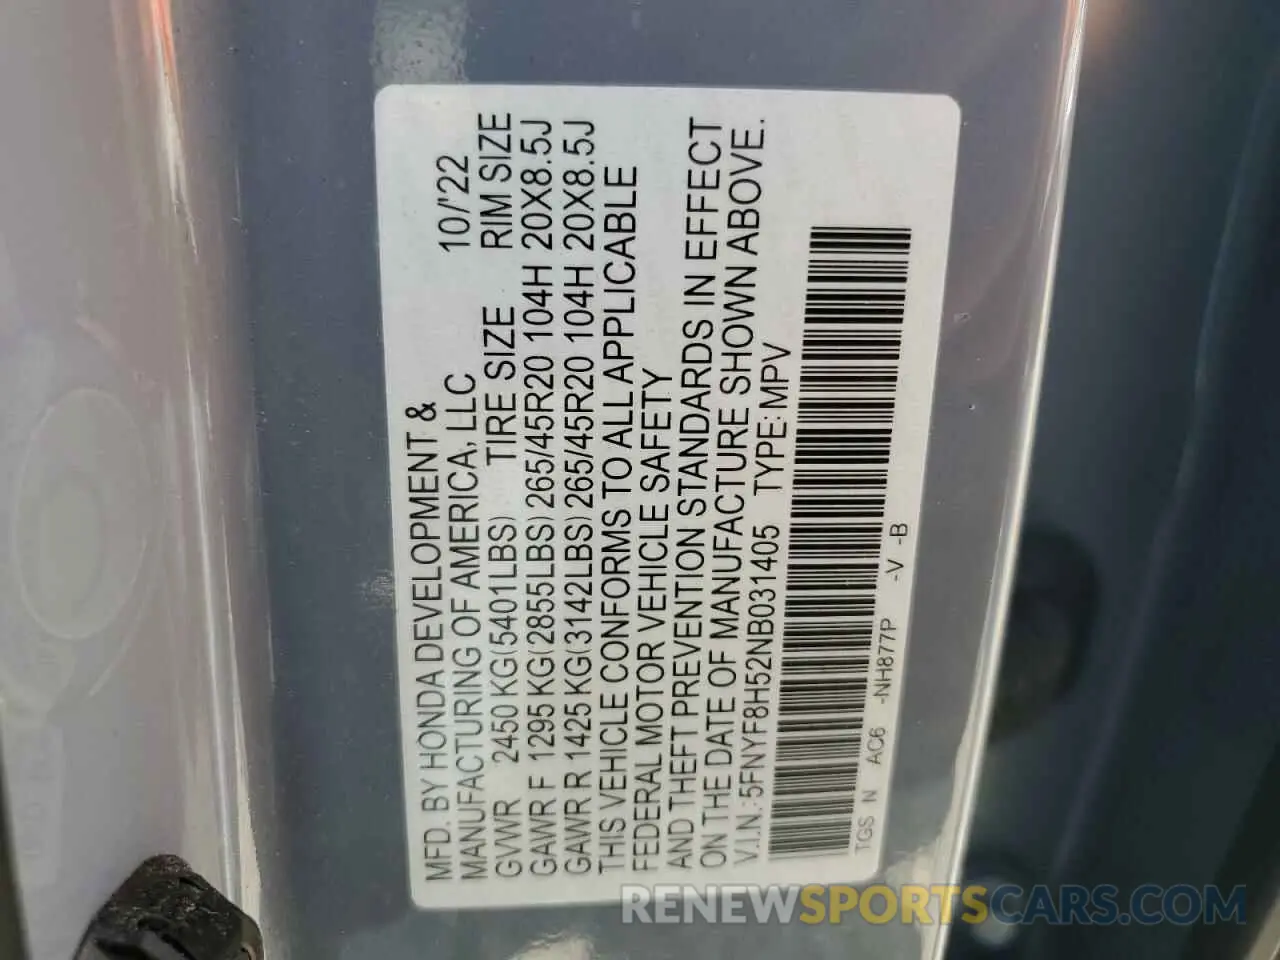 MFD. BY HONDA DEVELOPMENT & 10/'22
MANUFACTURING OF AMERICA, LLC
GVWR 2450 KG(5401LBS) TIRE SIZE RIM SIZE
GAWR F 1295 KG(2855LBS) 265/45R20 104H 20X8.5J
GAWR R 1425 KG(3142LBS) 265/45R20 104H 20X8.5J
THIS VEHICLE CONFORMS TO ALL APPLICABLE
FEDERAL MOTOR VEHICLE SAFETY
AND THEFT PREVENTION STANDARDS IN EFFECT
ON THE DATE OF MANUFACTURE SHOWN ABOVE.
V.I.N.: 5FNYF8H52NB031405 TYPE: MPV
TGS N AC6 -NH877P -V -B
RENEWSPORTSCARS.COM